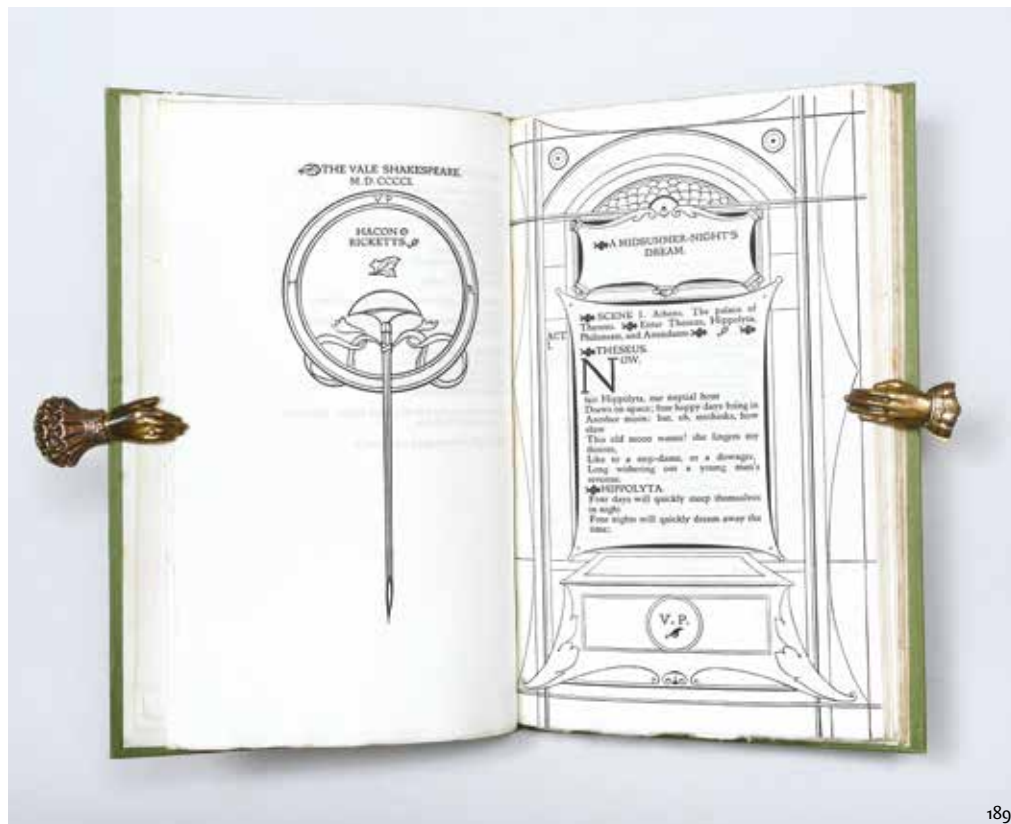 THE VALE SHAKESPEARE.
M. D. CCCCI.
V P
HACON &
RICKETTS.
A MIDSUMMER-NIGHT'S
DREAM.
SCENE I. Athens. The palace of
Theseus. Enter Theseus, Hippolyta,
Philostrate, and Attendants
ACT
I.
THESEUS.
NOW,
fair Hippolyta, our nuptial hour
Draws on apace; four happy days bring in
Another moon: but, oh, methinks, how
slow
This old moon wanes! she lingers my
desires,
Like to a step-dame, or a dowager,
Long withering out a young man's
revenue.
HIPPOLYTA.
Four days will quickly steep themselves
in night
Four nights will quickly dream away the
time;
V. P.
189